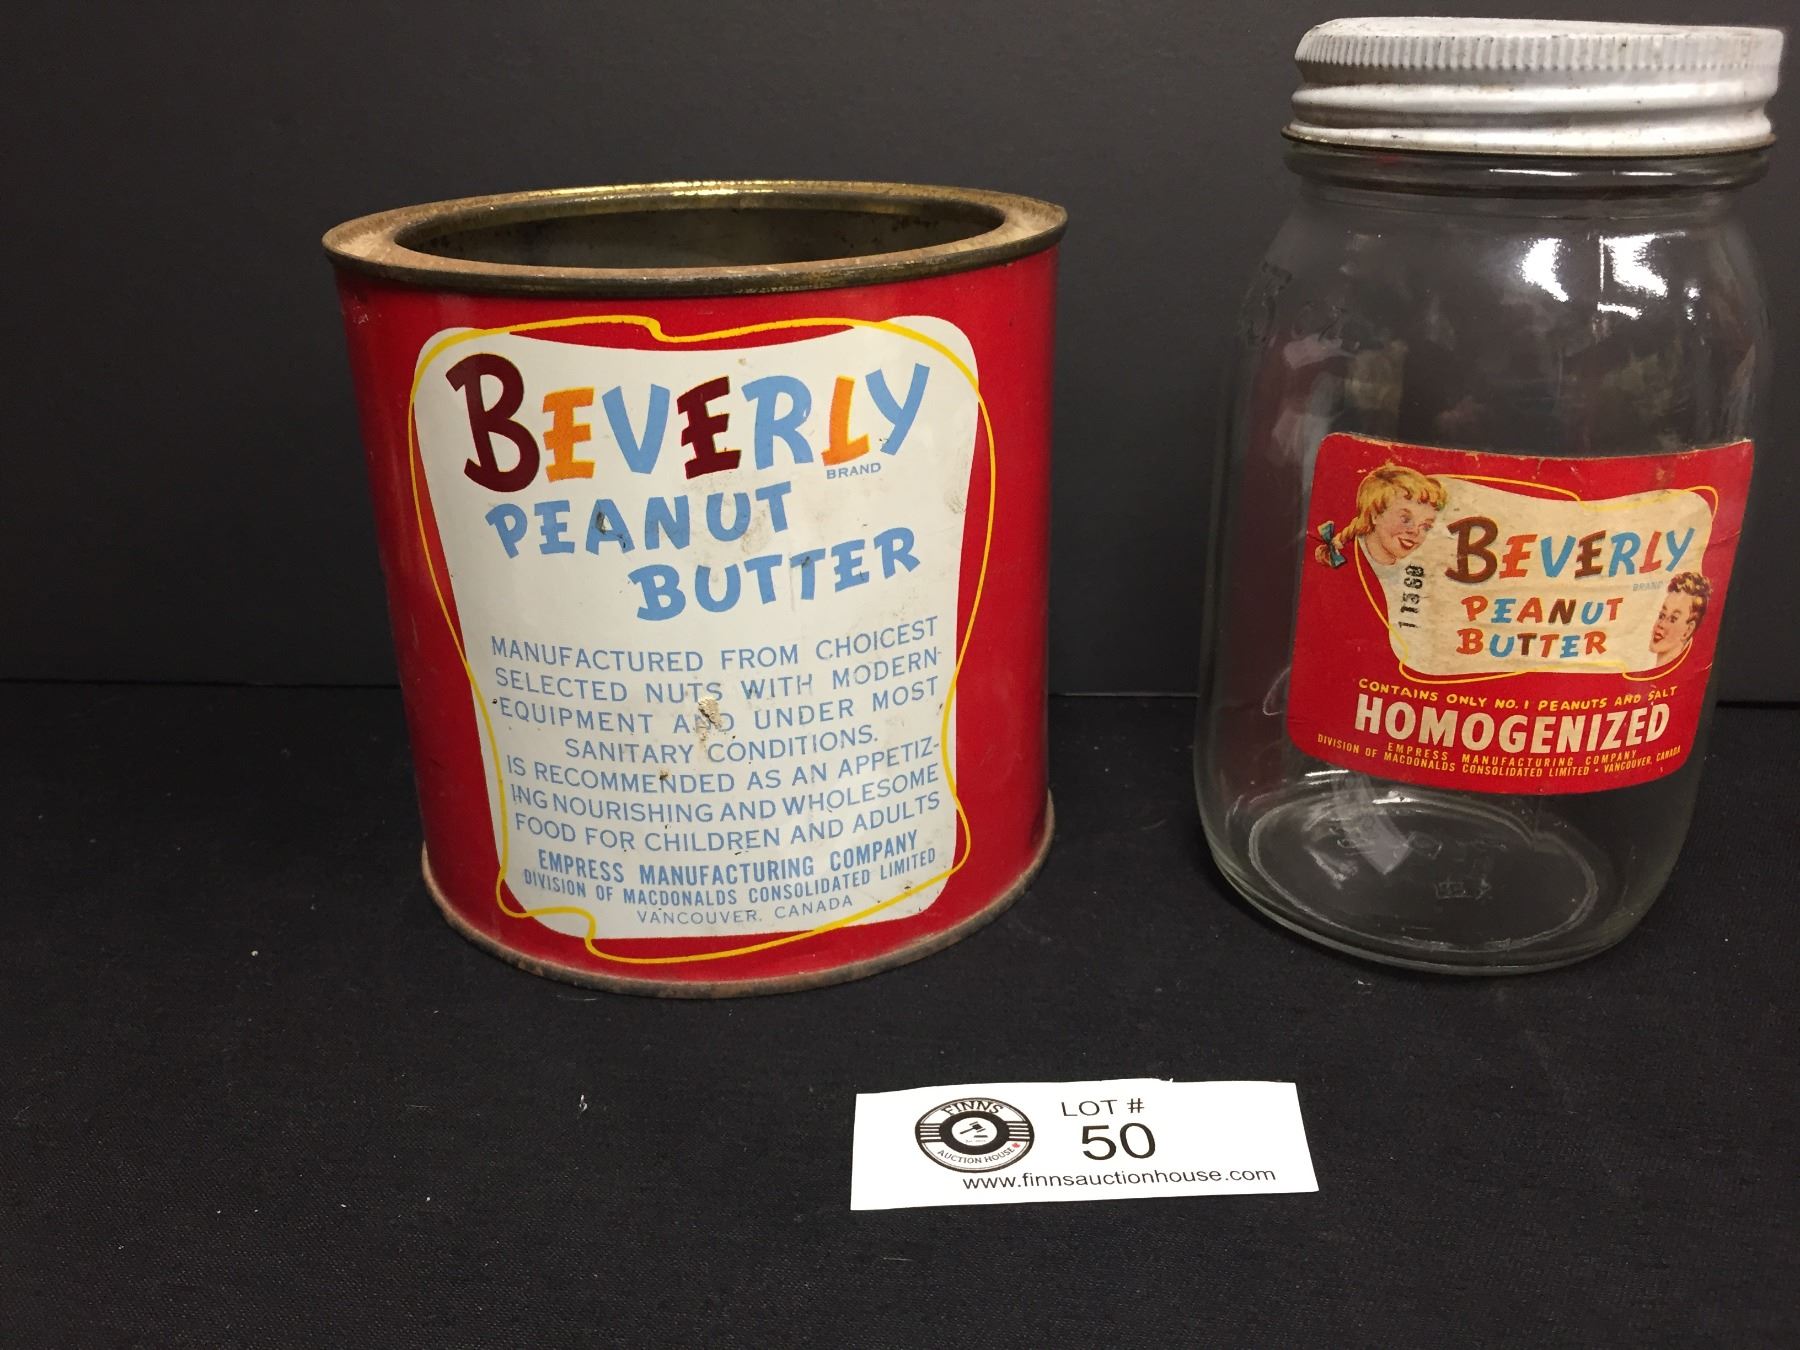 BEVERLY
BRAND
PEANUT
BUTTER
MANUFACTURED FROM CHOICEST
SELECTED NUTS WITH MODERN-
EQUIPMENT AND UNDER MOST
SANITARY CONDITIONS.
IS RECOMMENDED AS AN APPETIZ-
ING NOURISHING AND WHOLESOME
FOOD FOR CHILDREN AND ADULTS
EMPRESS MANUFACTURING COMPANY
DIVISION OF MACDONALDS CONSOLIDATED LIMITED
VANCOUVER, CANADA
BEVERLY
BRAND
PEANUT
BUTTER
11360
CONTAINS ONLY NO. 1 PEANUTS AND SALT
HOMOGENIZED
EMPRESS MANUFACTURING COMPANY
DIVISION OF MACDONALDS CONSOLIDATED LIMITED • VANCOUVER, CANADA
FINNS
AUCTION HOUSE
LOT #
50
www.finnsauctionhouse.com